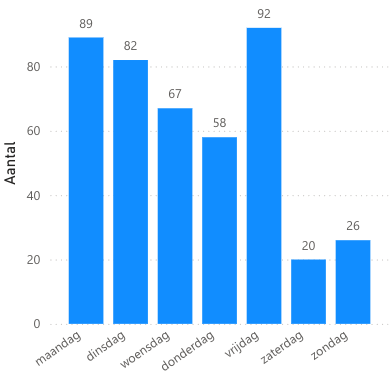 92
89
82
80
67
58
60
40
26
20
20
0
Aantal
maandag
dinsdag
woensdag
donderdag
vrijdag
zaterdag
zondag